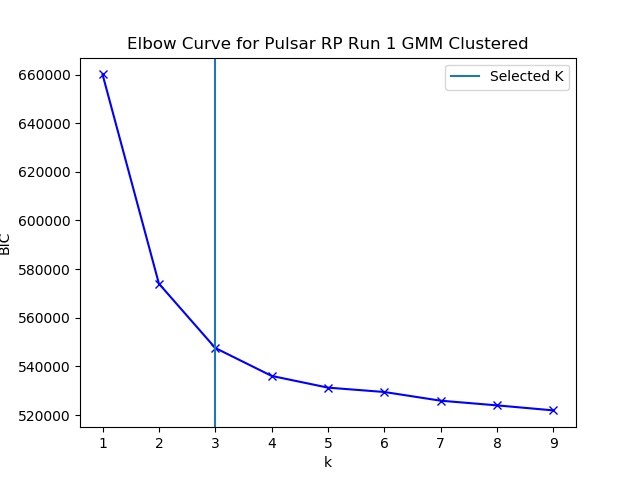 Elbow Curve for Pulsar RP Run 1 GMM Clustered
Selected K
660000
640000
620000
600000
580000
560000
540000
520000
BIC
1 2 3 4 5 6 7 8 9
k